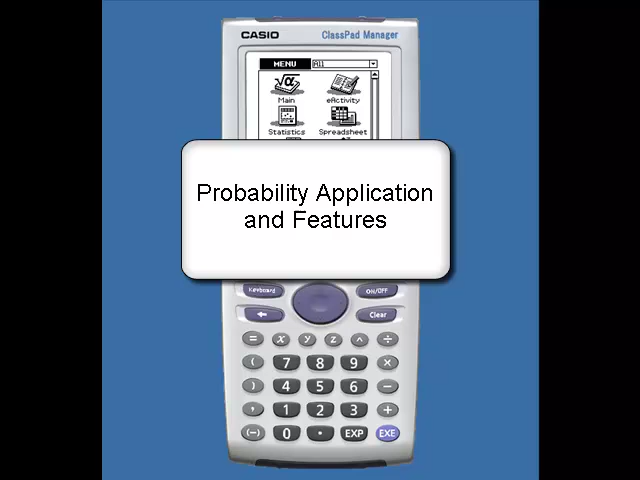 CASIO ClassPad Manager
MENU All
√α
Main eActivity
Statistics Spreadsheet
Probability Application
and Features
Keyboard ON/OFF
Clear
= x y z ^ ÷
( 7 8 9 ×
) 4 5 6 −
, 1 2 3 +
(−) 0 · EXP EXE